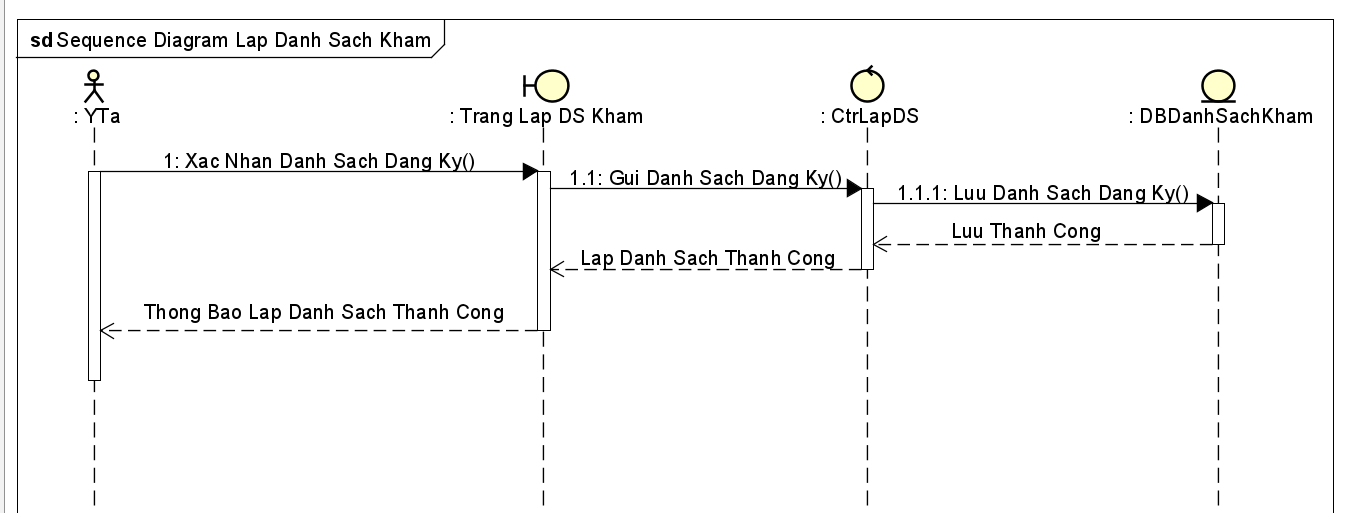 sd Sequence Diagram Lap Danh Sach Kham
: YTa
: Trang Lap DS Kham
: CtrLapDS
: DBDanhSachKham
1: Xac Nhan Danh Sach Dang Ky()
1.1: Gui Danh Sach Dang Ky()
1.1.1: Luu Danh Sach Dang Ky()
Luu Thanh Cong
Lap Danh Sach Thanh Cong
Thong Bao Lap Danh Sach Thanh Cong